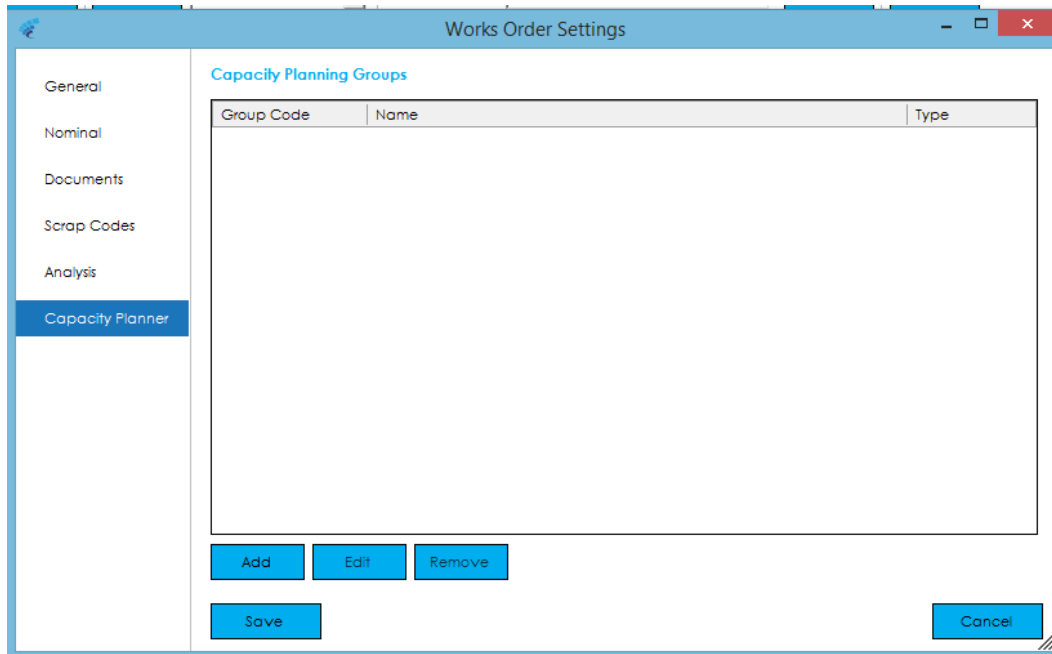 Works Order Settings
General
Nominal
Documents
Scrap Codes
Analysis
Capacity Planner
Capacity Planning Groups
Group Code Name Type
Add Edit Remove
Save Cancel